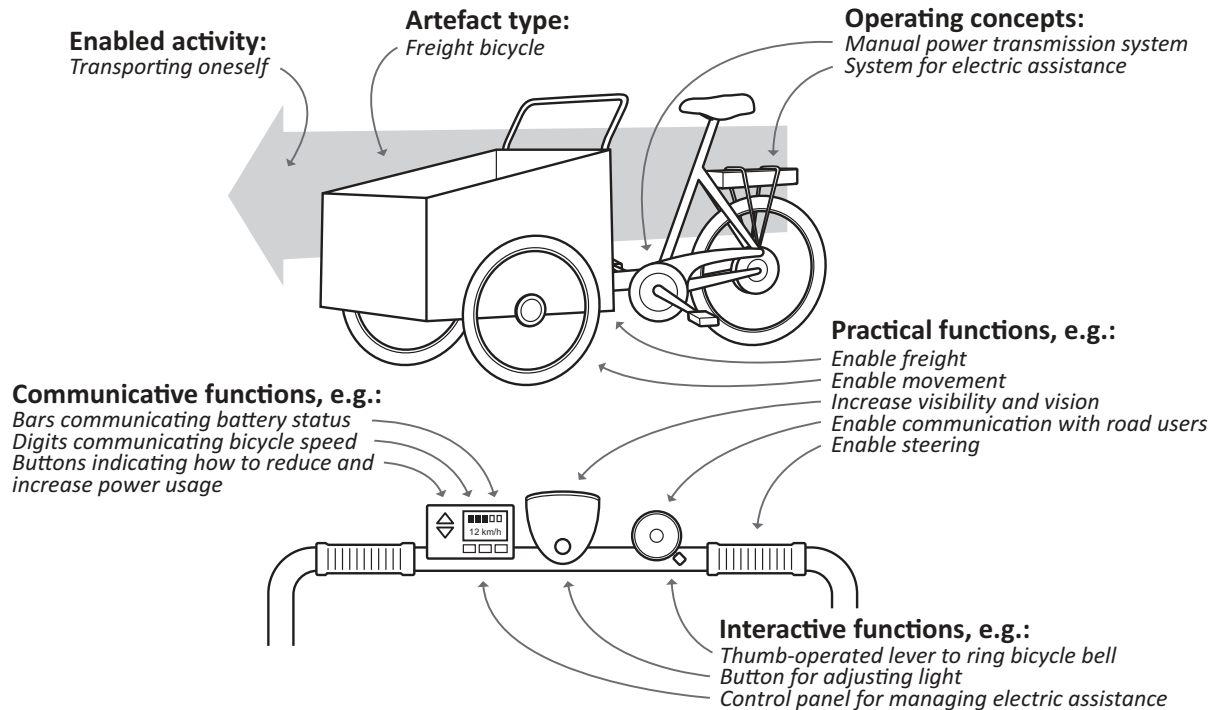 Enabled activity:
Transporting oneself
Artefact type:
Freight bicycle
Operating concepts:
Manual power transmission system
System for electric assistance
Practical functions, e.g.:
Enable freight
Enable movement
Increase visibility and vision
Enable communication with road users
Enable steering
Communicative functions, e.g.:
Bars communicating battery status
Digits communicating bicycle speed
Buttons indicating how to reduce and
increase power usage
12 km/h
Interactive functions, e.g.:
Thumb-operated lever to ring bicycle bell
Button for adjusting light
Control panel for managing electric assistance